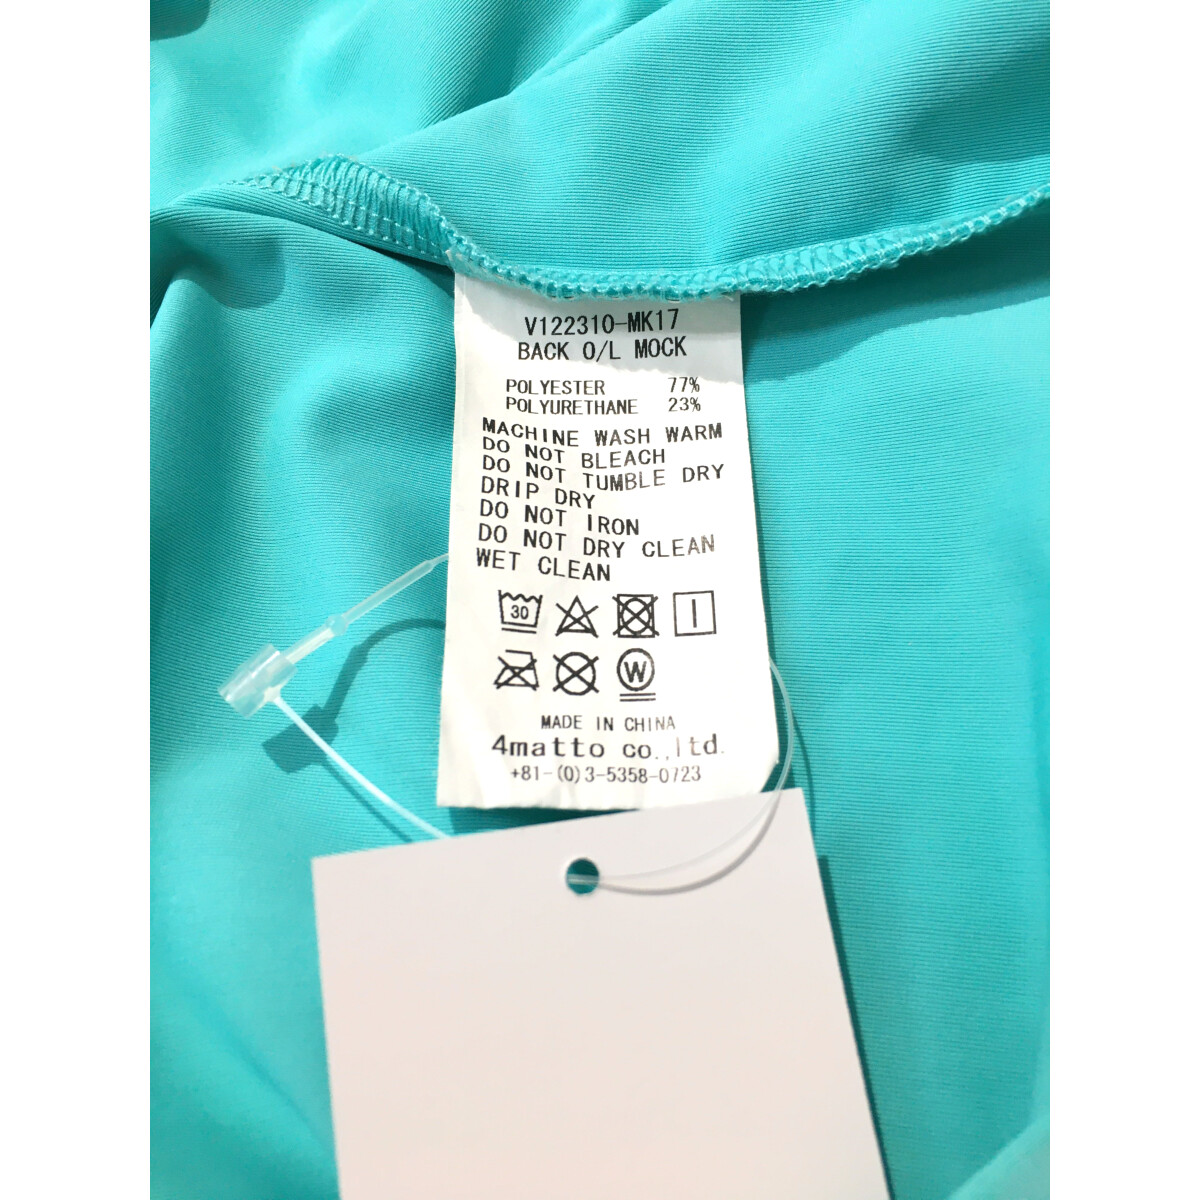 V122310-MK17
BACK O/L MOCK
POLYESTER 77%
POLYURETHANE 23%
MACHINE WASH WARM
DO NOT BLEACH
DO NOT TUMBLE DRY
DRIP DRY
DO NOT IRON
DO NOT DRY CLEAN
WET CLEAN
30
W
MADE IN CHINA
4matto co.,ltd.
+81-(0)3-5358-0723